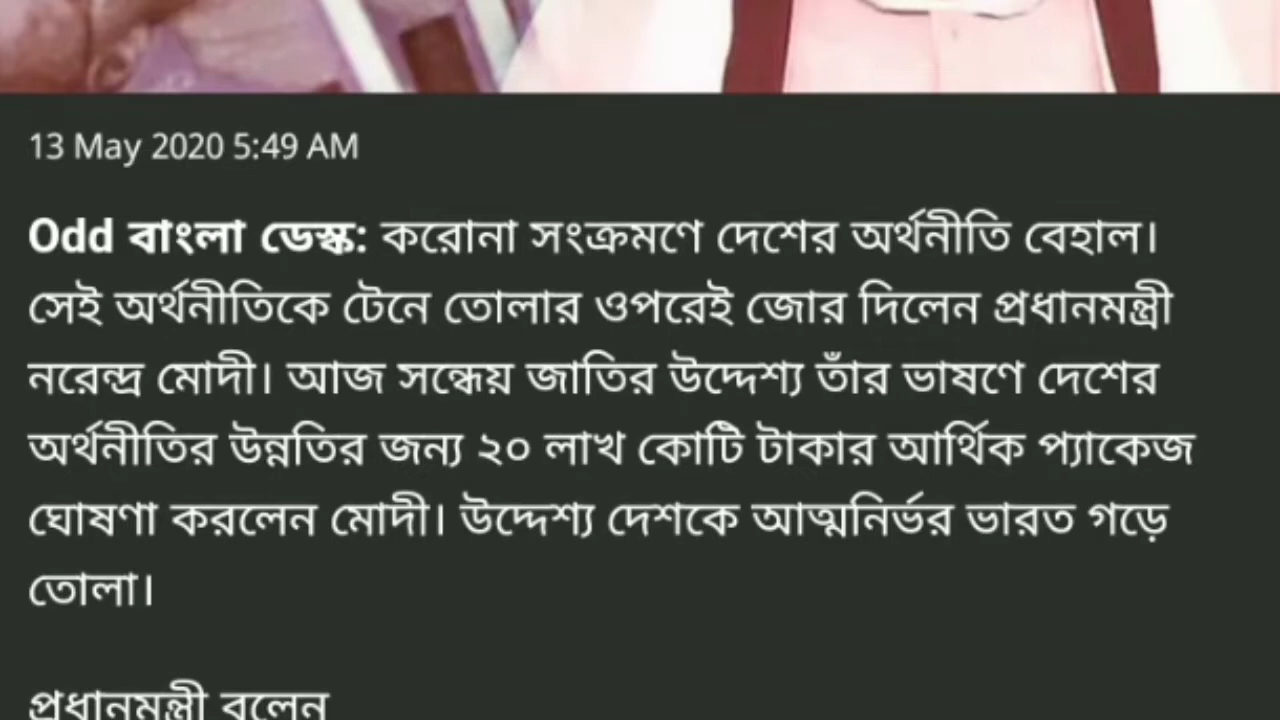 13 May 2020 5:49 AM
Odd বাংলা ডেস্ক: করোনা সংক্রমণে দেশের অর্থনীতি বেহাল।
সেই অর্থনীতিকে টেনে তোলার ওপরেই জোর দিলেন প্রধানমন্ত্রী
নরেন্দ্র মোদী। আজ সন্ধেয় জাতির উদ্দেশ্য তাঁর ভাষণে দেশের
অর্থনীতির উন্নতির জন্য ২০ লাখ কোটি টাকার আর্থিক প্যাকেজ
ঘোষণা করলেন মোদী। উদ্দেশ্য দেশকে আত্মনির্ভর ভারত গড়ে
তোলা।
প্রধানমন্ত্রী বলেন